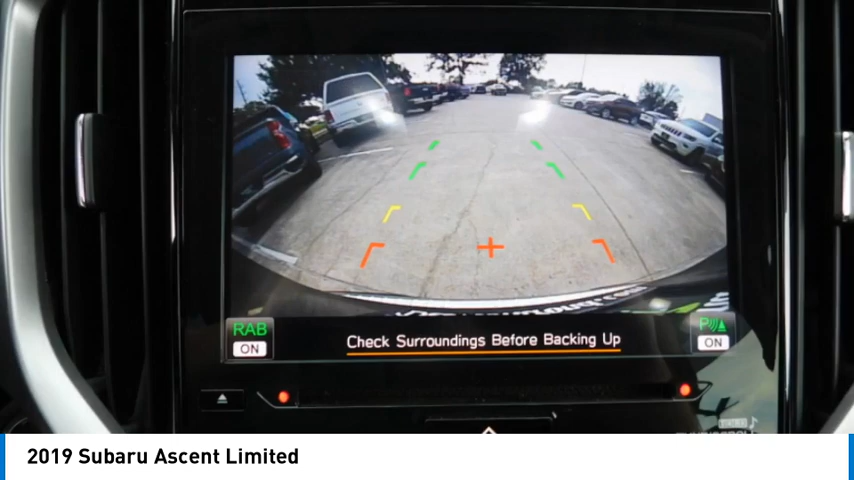 RAB
ON
Check Surroundings Before Backing Up
P
ON
2019 Subaru Ascent Limited